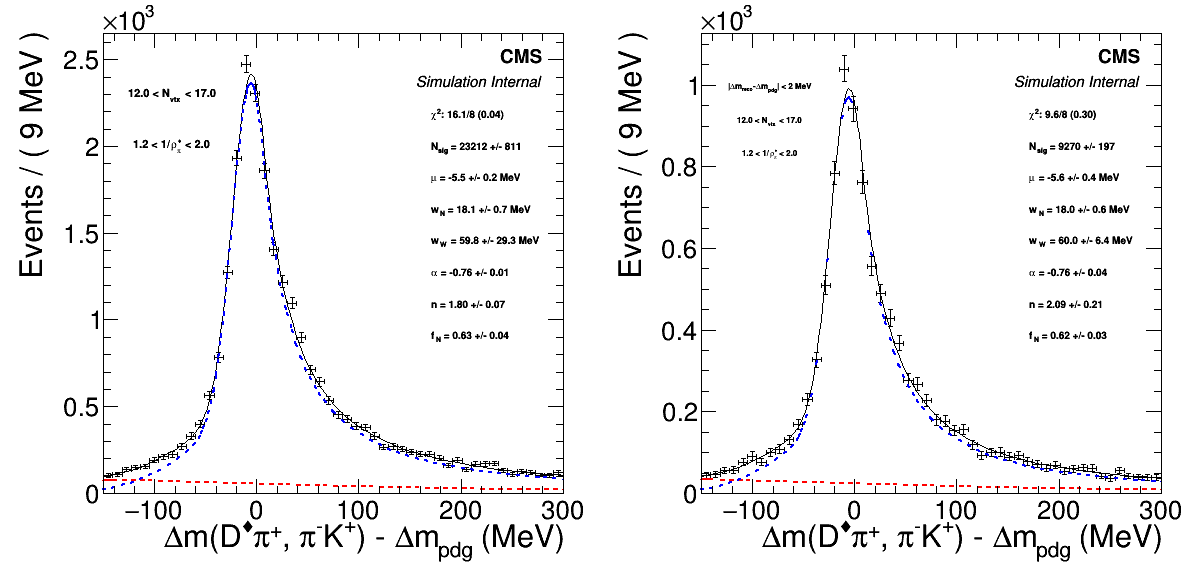 ×10³
Events / ( 9 MeV )
2.5
2
1.5
1
0.5
0
CMS
Simulation Internal
12.0 < N_vtx < 17.0
1.2 < 1/ρ_π^♦ < 2.0
χ²: 16.1/8 (0.04)
N_sig = 23212 +/- 811
μ = -5.5 +/- 0.2 MeV
w_N = 18.1 +/- 0.7 MeV
w_W = 59.8 +/- 29.3 MeV
α = -0.76 +/- 0.01
n = 1.80 +/- 0.07
f_N = 0.63 +/- 0.04
−100 0 100 200 300
Δm(D^♦π⁺, π⁻K⁺) - Δm_pdg (MeV)
×10³
Events / ( 9 MeV )
1
0.8
0.6
0.4
0.2
0
CMS
Simulation Internal
|Δm_reco-Δm_pdg| < 2 MeV
12.0 < N_vtx < 17.0
1.2 < 1/ρ_π^♦ < 2.0
χ²: 9.6/8 (0.30)
N_sig = 9270 +/- 197
μ = -5.6 +/- 0.4 MeV
w_N = 18.0 +/- 0.6 MeV
w_W = 60.0 +/- 6.4 MeV
α = -0.76 +/- 0.04
n = 2.09 +/- 0.21
f_N = 0.62 +/- 0.03
−100 0 100 200 300
Δm(D^♦π⁺, π⁻K⁺) - Δm_pdg (MeV)